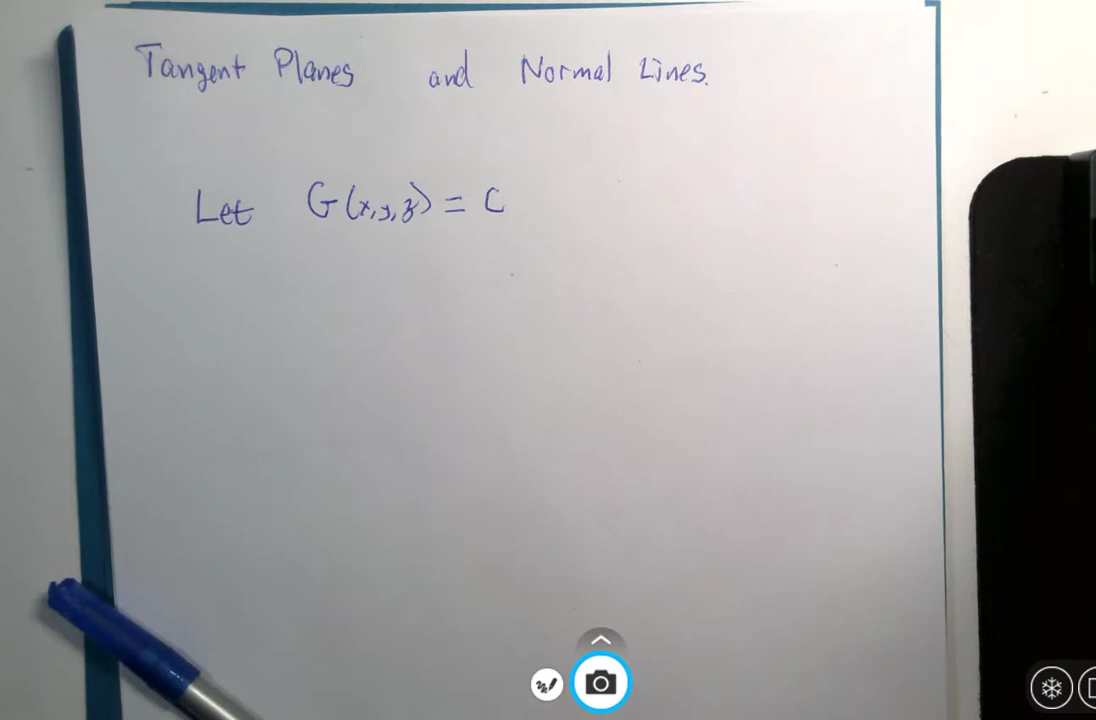 Tangent Planes and Normal Lines.
Let G(x,y,z) = C